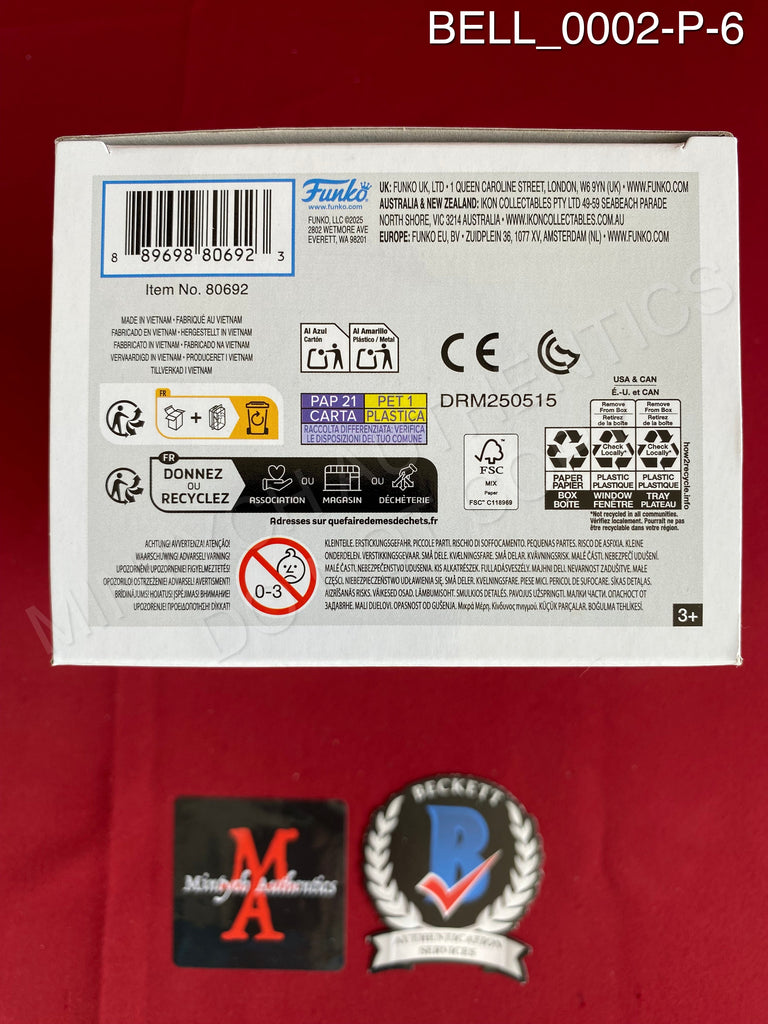 BELL_0002-P-6
8 89698 80692 3
Item No. 80692
Funko
www.funko.com
FUNKO, LLC ©2025
2802 WETMORE AVE
EVERETT, WA 98201
UK: FUNKO UK, LTD • 1 QUEEN CAROLINE STREET, LONDON, W6 9YN (UK) • WWW.FUNKO.COM
AUSTRALIA & NEW ZEALAND: IKON COLLECTABLES PTY LTD 49-59 SEABEACH PARADE
NORTH SHORE, VIC 3214 AUSTRALIA • WWW.IKONCOLLECTABLES.COM.AU
EUROPE: FUNKO EU, BV • ZUIDPLEIN 36, 1077 XV, AMSTERDAM (NL) • WWW.FUNKO.COM
MADE IN VIETNAM • FABRIQUÉ AU VIETNAM
FABRICADO EN VIETNAM • HERGESTELLT IN VIETNAM
FABBRICATO IN VIETNAM • FABRICADO NA VIETNAM
VERVAARDIGD IN VIETNAM • PRODUCERET I VIETNAM
TILLVERKAD I VIETNAM
Al Azul
Cartón
Al Amarillo
Plástico / Metal
CE
FR
+
PAP 21
CARTA
PET 1
PLASTICA
RACCOLTA DIFFERENZIATA: VERIFICA
LE DISPOSIZIONI DEL TUO COMUNE
DRM250515
FSC
MIX
Paper
FSC™ C118969
USA & CAN
É.-U. et CAN
Remove
From Box
Retirez
de la boîte
Remove
From Box
Retirez
de la boîte
Check
Locally*
Check
Locally*
PAPER
PAPIER
PLASTIC
PLASTIQUE
PLASTIC
PLASTIQUE
BOX
BOÎTE
WINDOW
FENÊTRE
TRAY
PLATEAU
*Not recycled in all communities.
Vérifiez localement. Pourrait ne pas
être recyclé dans votre région.
how2recycle.info
FR
DONNEZ
OU
RECYCLEZ
ASSOCIATION
OU
MAGASIN
OU
DÉCHÈTERIE
Adresses sur quefairedemesdechets.fr
ACHTUNG! AVERTISSEMENT! ATENÇÃO!
WAARSCHUWING! ADVARSEL! VARNING!
UPOZORNĚNÍ! UPOZORNENIE! FIGYELMEZTETÉS!
OPOZORILO! OSTRZEŻENIE! ADVARSEL! AVERTISMENT!
BRĪDINĀJUMS! HOIATUS! ĮSPĖJIMAS! ВНИМАНИЕ!
UPOZORENJE! ΠΡΟΕΙΔΟΠΟΙΗΣΗ! DİKKAT!
0-3
KLEINTEILE. ERSTICKUNGSGEFAHR. PICCOLE PARTI. RISCHIO DI SOFFOCAMENTO. PEQUENAS PARTES. RISCO DE ASFIXIA. KLEINE
ONDERDELEN. VERSTIKKINGSGEVAAR. SMÅ DELE. KVÆLNINGSFARE. SMÅ DELAR. KVÄVNINGSRISK. MALÉ ČÁSTI. NEBEZPEČÍ UDUŠENÍ.
MALÉ ČASTI. NEBEZPEČENSTVO UDUSENIA. KIS ALKATRÉSZEK. FULLADÁSVESZÉLY. MAJHNI DELI. NEVARNOST ZADUŠITVE. MAŁE
CZĘŚCI. NIEBEZPIECZEŃSTWO UDŁAWIENIA SIĘ. SMÅ DELER. KVELNINGSFARE. PIESE MICI. PERICOL DE SUFOCARE. SĪKAS DETAĻAS.
AIZRĪŠANĀS RISKS. VÄIKESED OSAD. LÄMBUMISOHT. SMULKIOS DETALĖS. PAVOJUS UŽSPRINGTI. МАЛКИ ЧАСТИ. ОПАСНОСТ ОТ
ЗАДАВЯНЕ. MALI DIJELOVI. OPASNOST OD GUŠENJA. Μικρά Μέρη. Κίνδυνος πνιγμού. KÜÇÜK PARÇALAR. BOĞULMA TEHLİKESİ.
3+
MA
Mintych Authentics
BECKETT
B
AUTHENTICATION
SERVICES